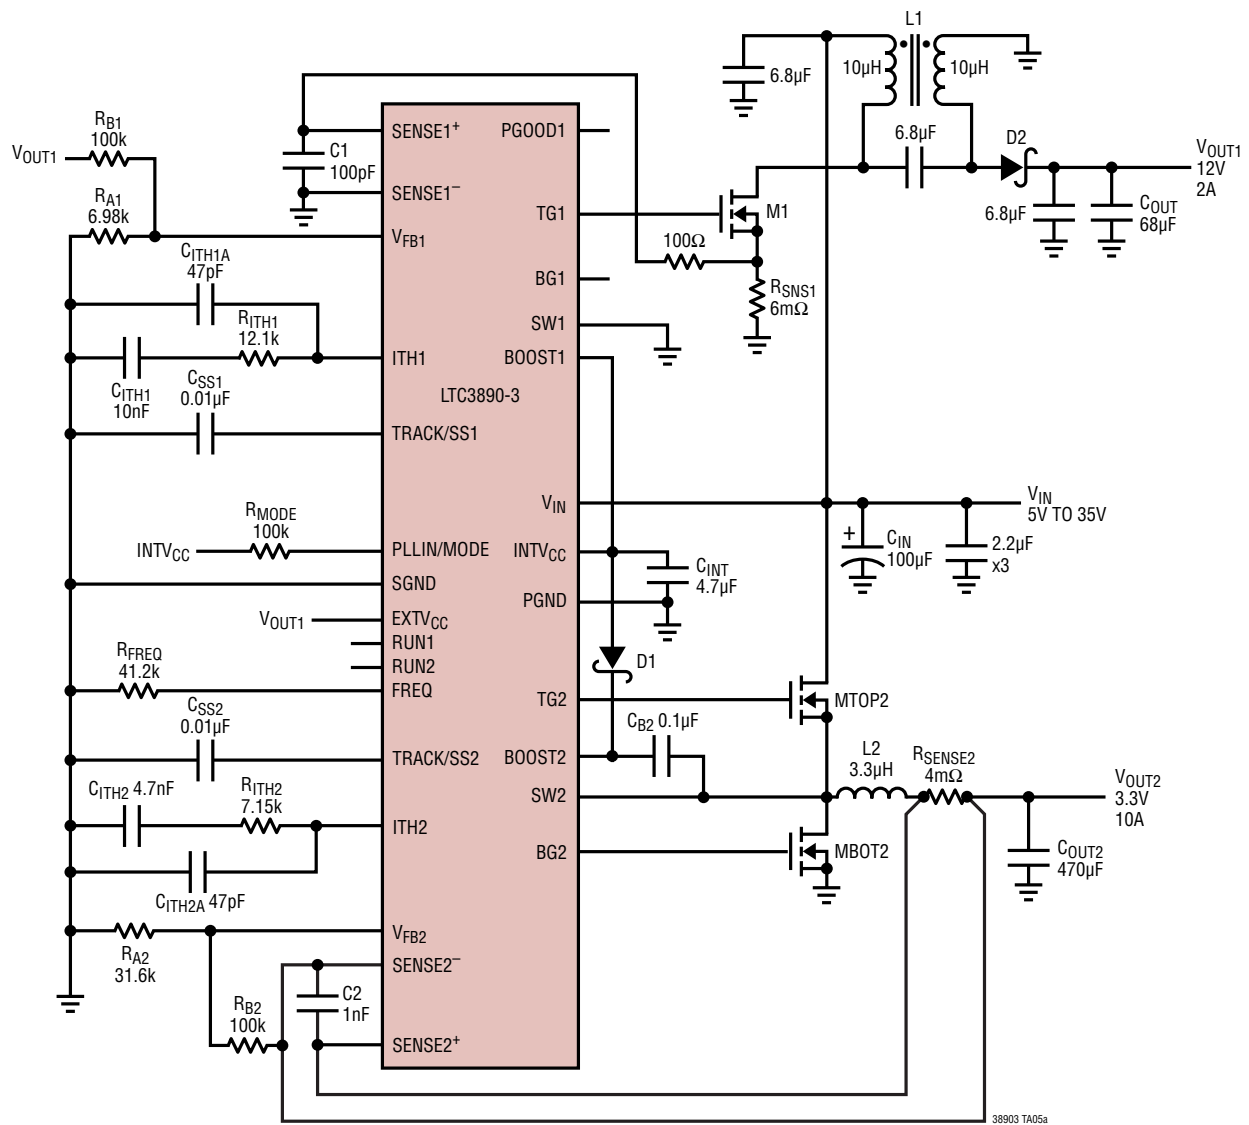 L1
10µH
10µH
6.8µF
RB1
100k
VOUT1
RA1
6.98k
C1
100pF
SENSE1+
SENSE1–
VFB1
PGOOD1
TG1
BG1
SW1
BOOST1
M1
100Ω
RSNS1
6mΩ
6.8µF
D2
VOUT1
12V
2A
6.8µF
COUT
68µF
CITH1A
47pF
RITH1
12.1k
CITH1
10nF
ITH1
CSS1
0.01µF
LTC3890-3
TRACK/SS1
VIN
VIN
5V TO 35V
RMODE
100k
INTVCC
PLLIN/MODE
INTVCC
CINT
4.7µF
+
CIN
100µF
2.2µF
x3
SGND
PGND
VOUT1
EXTVCC
RUN1
RUN2
RFREQ
41.2k
FREQ
D1
TG2
MTOP2
CSS2
0.01µF
TRACK/SS2
BOOST2
CB2 0.1µF
L2
3.3µH
RSENSE2
4mΩ
VOUT2
3.3V
10A
SW2
CITH2 4.7nF
RITH2
7.15k
ITH2
BG2
MBOT2
COUT2
470µF
CITH2A 47pF
VFB2
RA2
31.6k
SENSE2–
C2
1nF
RB2
100k
SENSE2+
38903 TA05a